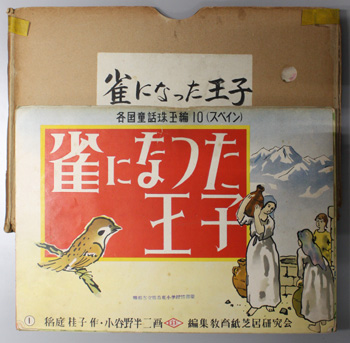 雀になった王子
各国童話珠玉編10(スペイン)
雀になった
王子
① 稲庭桂子作・小谷野半二画 編集教育紙芝居研究会